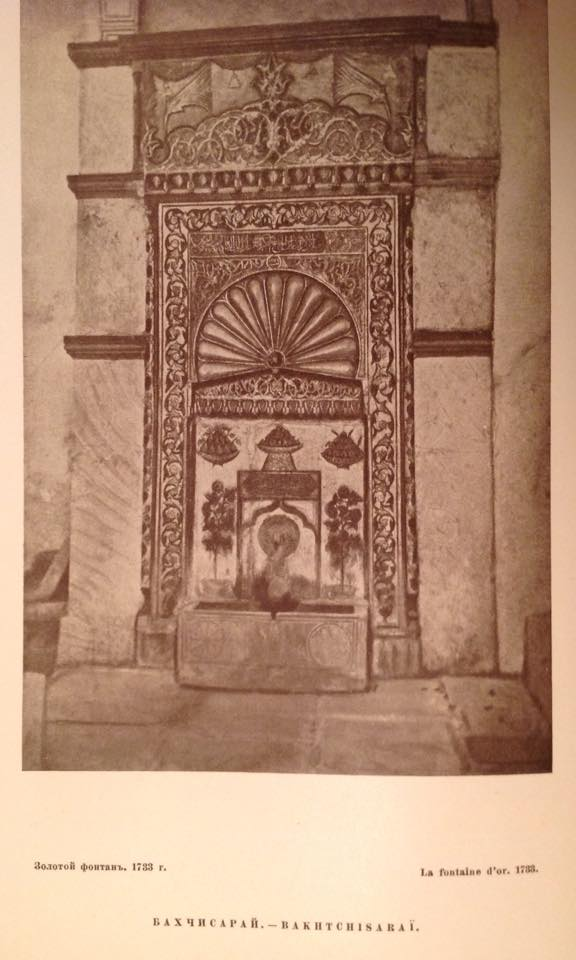 Золотой фонтанъ. 1733 г. La fontaine d'or. 1733.
БАХЧИСАРАЙ.—BAKHTCHISARAÏ.